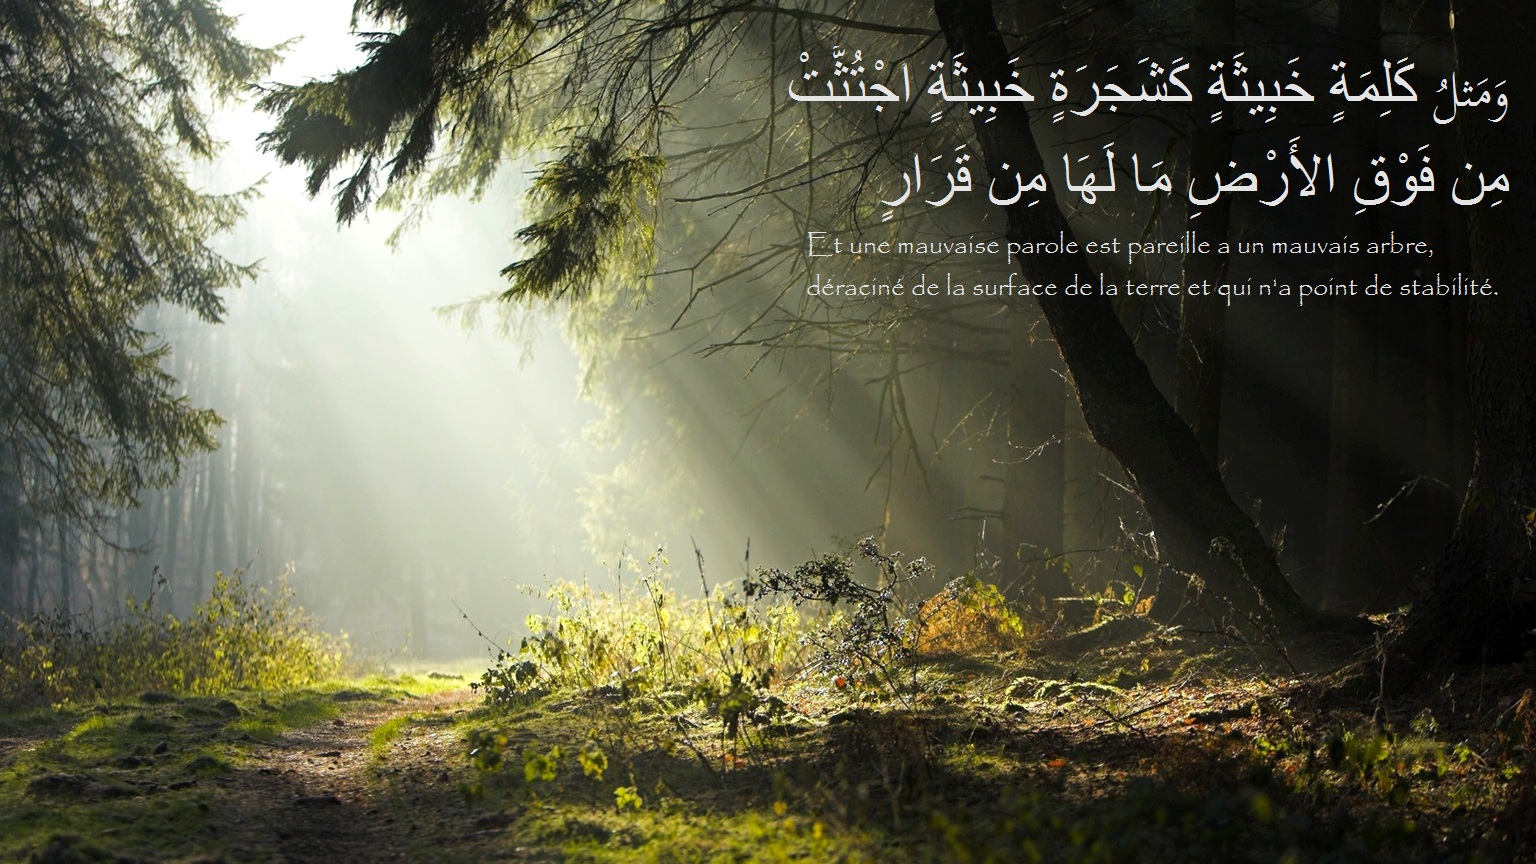 وَمَثلُ كَلِمَةٍ خَبِيثَةٍ كَشَجَرَةٍ خَبِيثَةٍ اجْتُثَّتْ
مِن فَوْقِ الأَرْضِ مَا لَهَا مِن قَرَارٍ
Et une mauvaise parole est pareille a un mauvais arbre,
déraciné de la surface de la terre et qui n'a point de stabilité.